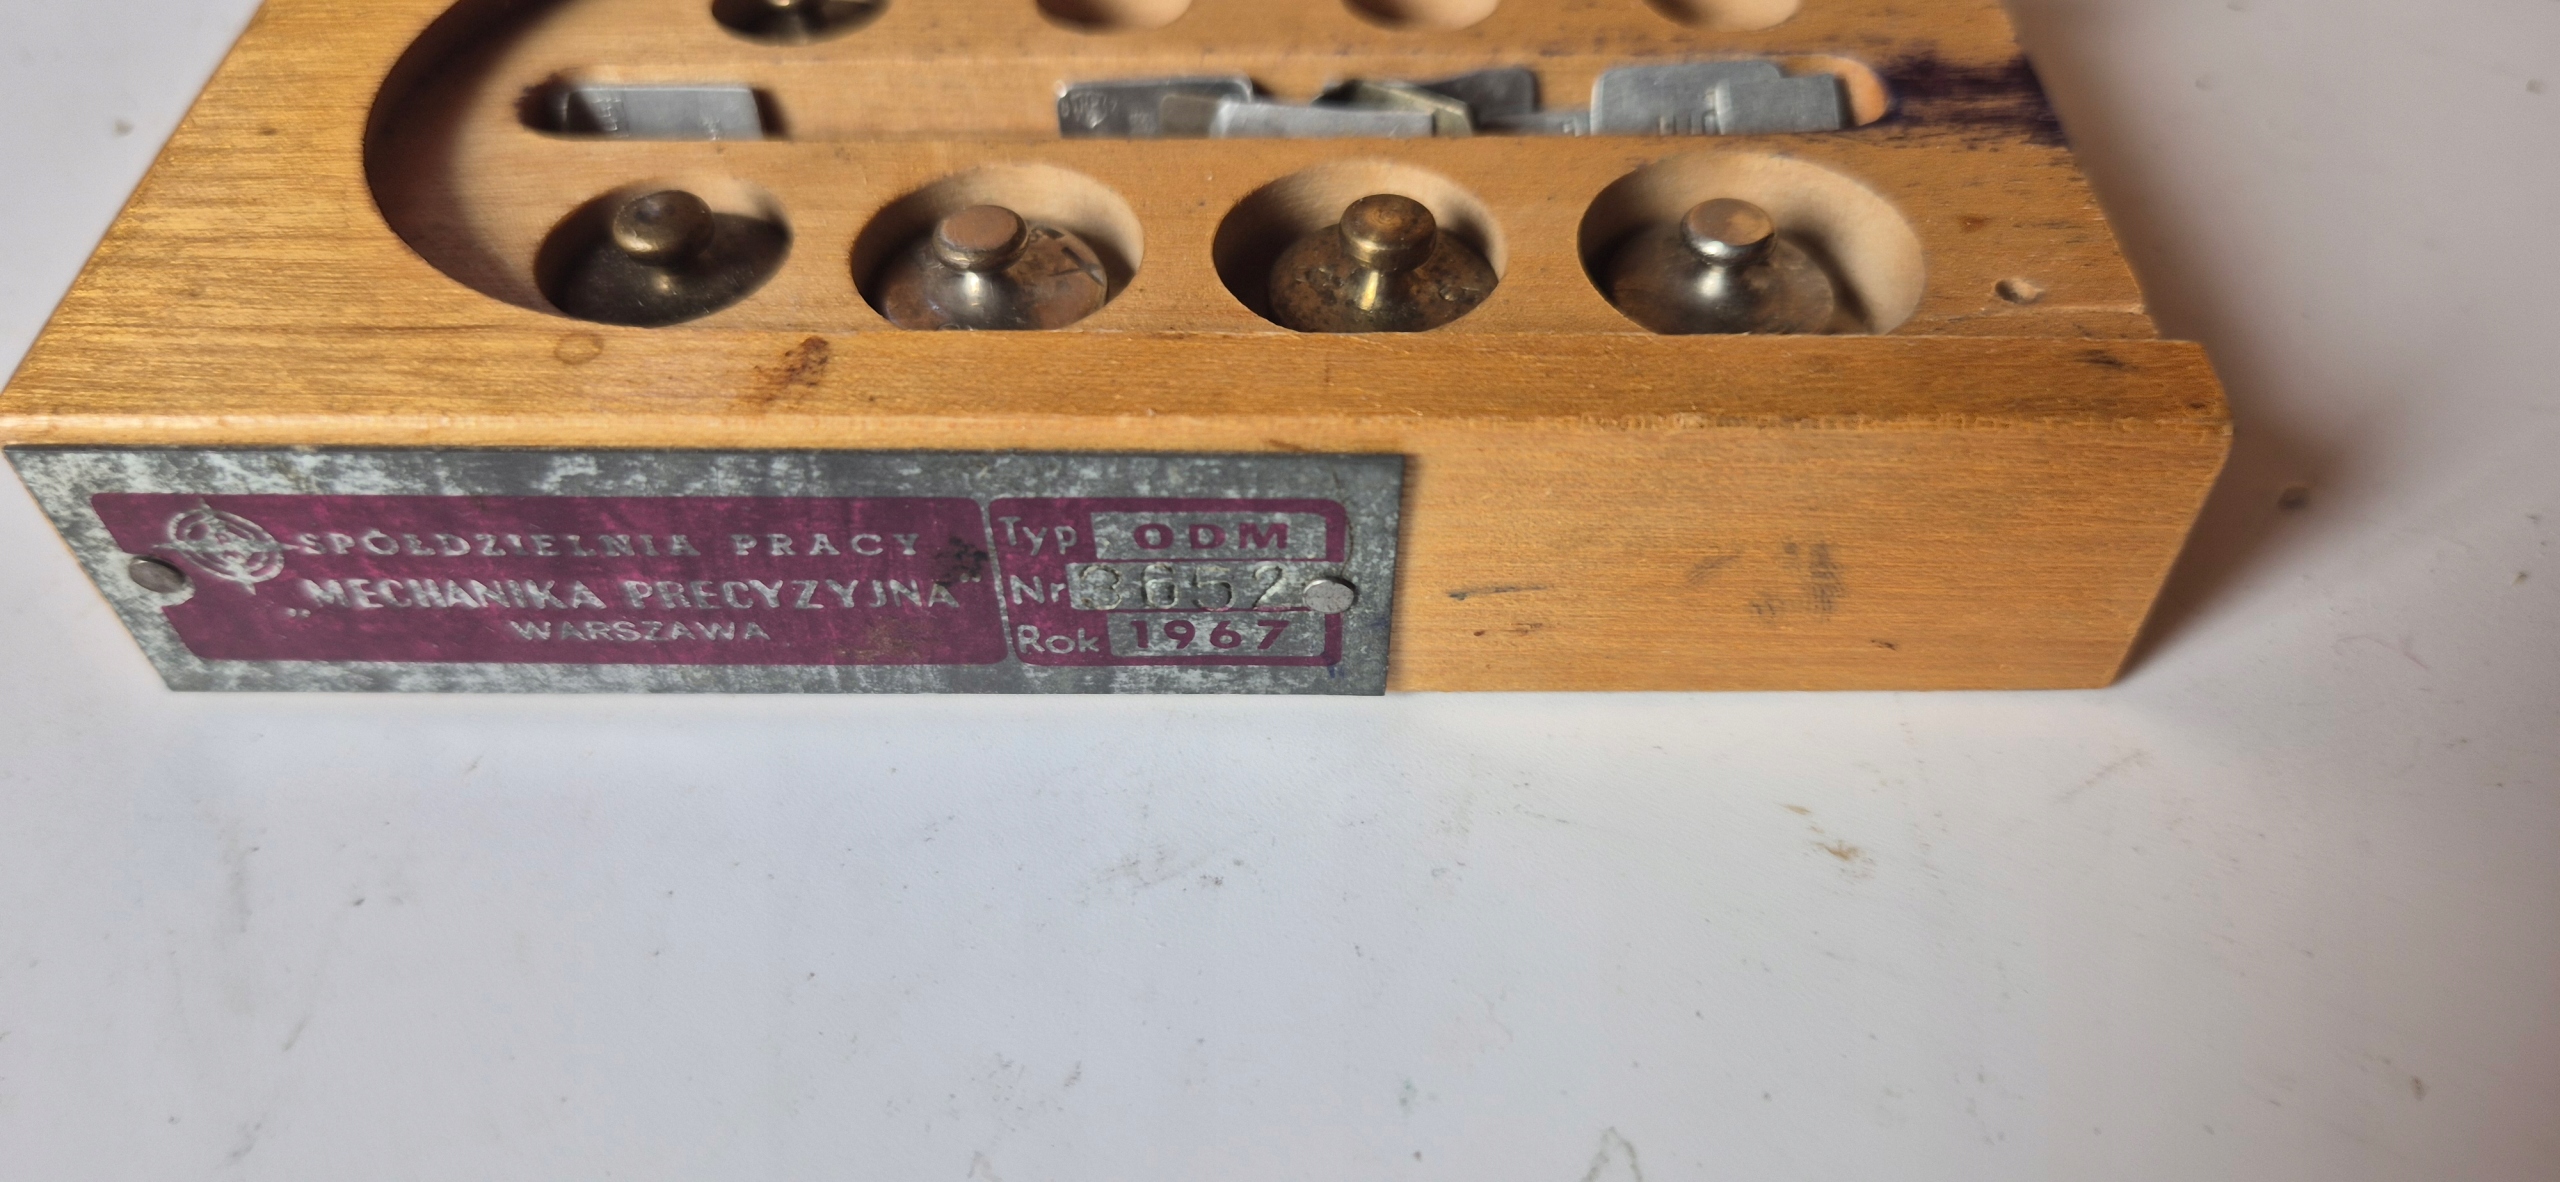 SPÓŁDZIELNIA PRACY
„MECHANIKA PRECYZYJNA”
WARSZAWA
Typ ODM
Nr 3652
Rok 1967